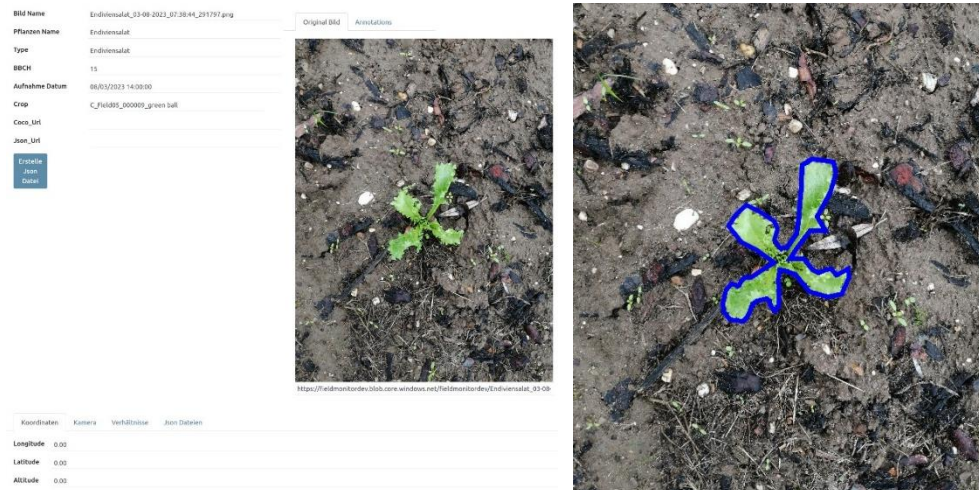 Bild Name Endiviensalat_03-08-2023_07:38:44_291797.png
Pflanzen Name Endiviensalat
Type Endiviensalat
BBCH 15
Aufnahme Datum 08/03/2023 14:00:00
Crop C_Field05_000009_green ball
Coco_Url
Json_Url
Erstelle
Json
Datei
Original Bild Annotations
https://fieldmonitordev.blob.core.windows.net/fieldmonitordev/Endiviensalat_03-08-
Koordinaten Kamera Verhältnisse Json Dateien
Longitude 0.00
Latitude 0.00
Altitude 0.00